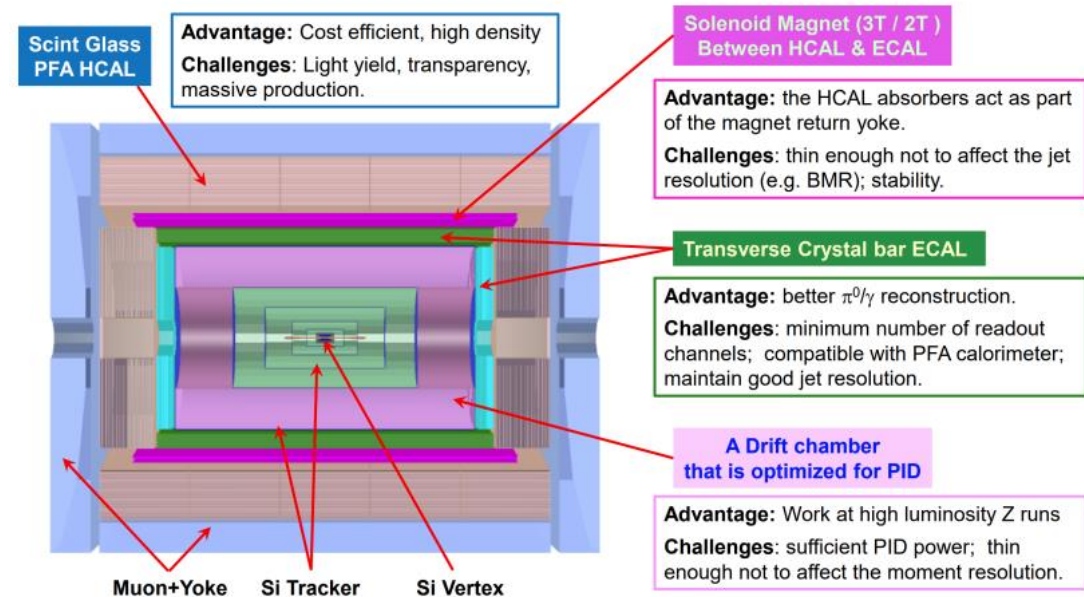 Scint Glass
PFA HCAL
Advantage: Cost efficient, high density
Challenges: Light yield, transparency,
massive production.
Solenoid Magnet (3T / 2T )
Between HCAL & ECAL
Advantage: the HCAL absorbers act as part
of the magnet return yoke.
Challenges: thin enough not to affect the jet
resolution (e.g. BMR); stability.
Transverse Crystal bar ECAL
Advantage: better π⁰/γ reconstruction.
Challenges: minimum number of readout
channels; compatible with PFA calorimeter;
maintain good jet resolution.
A Drift chamber
that is optimized for PID
Advantage: Work at high luminosity Z runs
Challenges: sufficient PID power; thin
enough not to affect the moment resolution.
Muon+Yoke
Si Tracker
Si Vertex